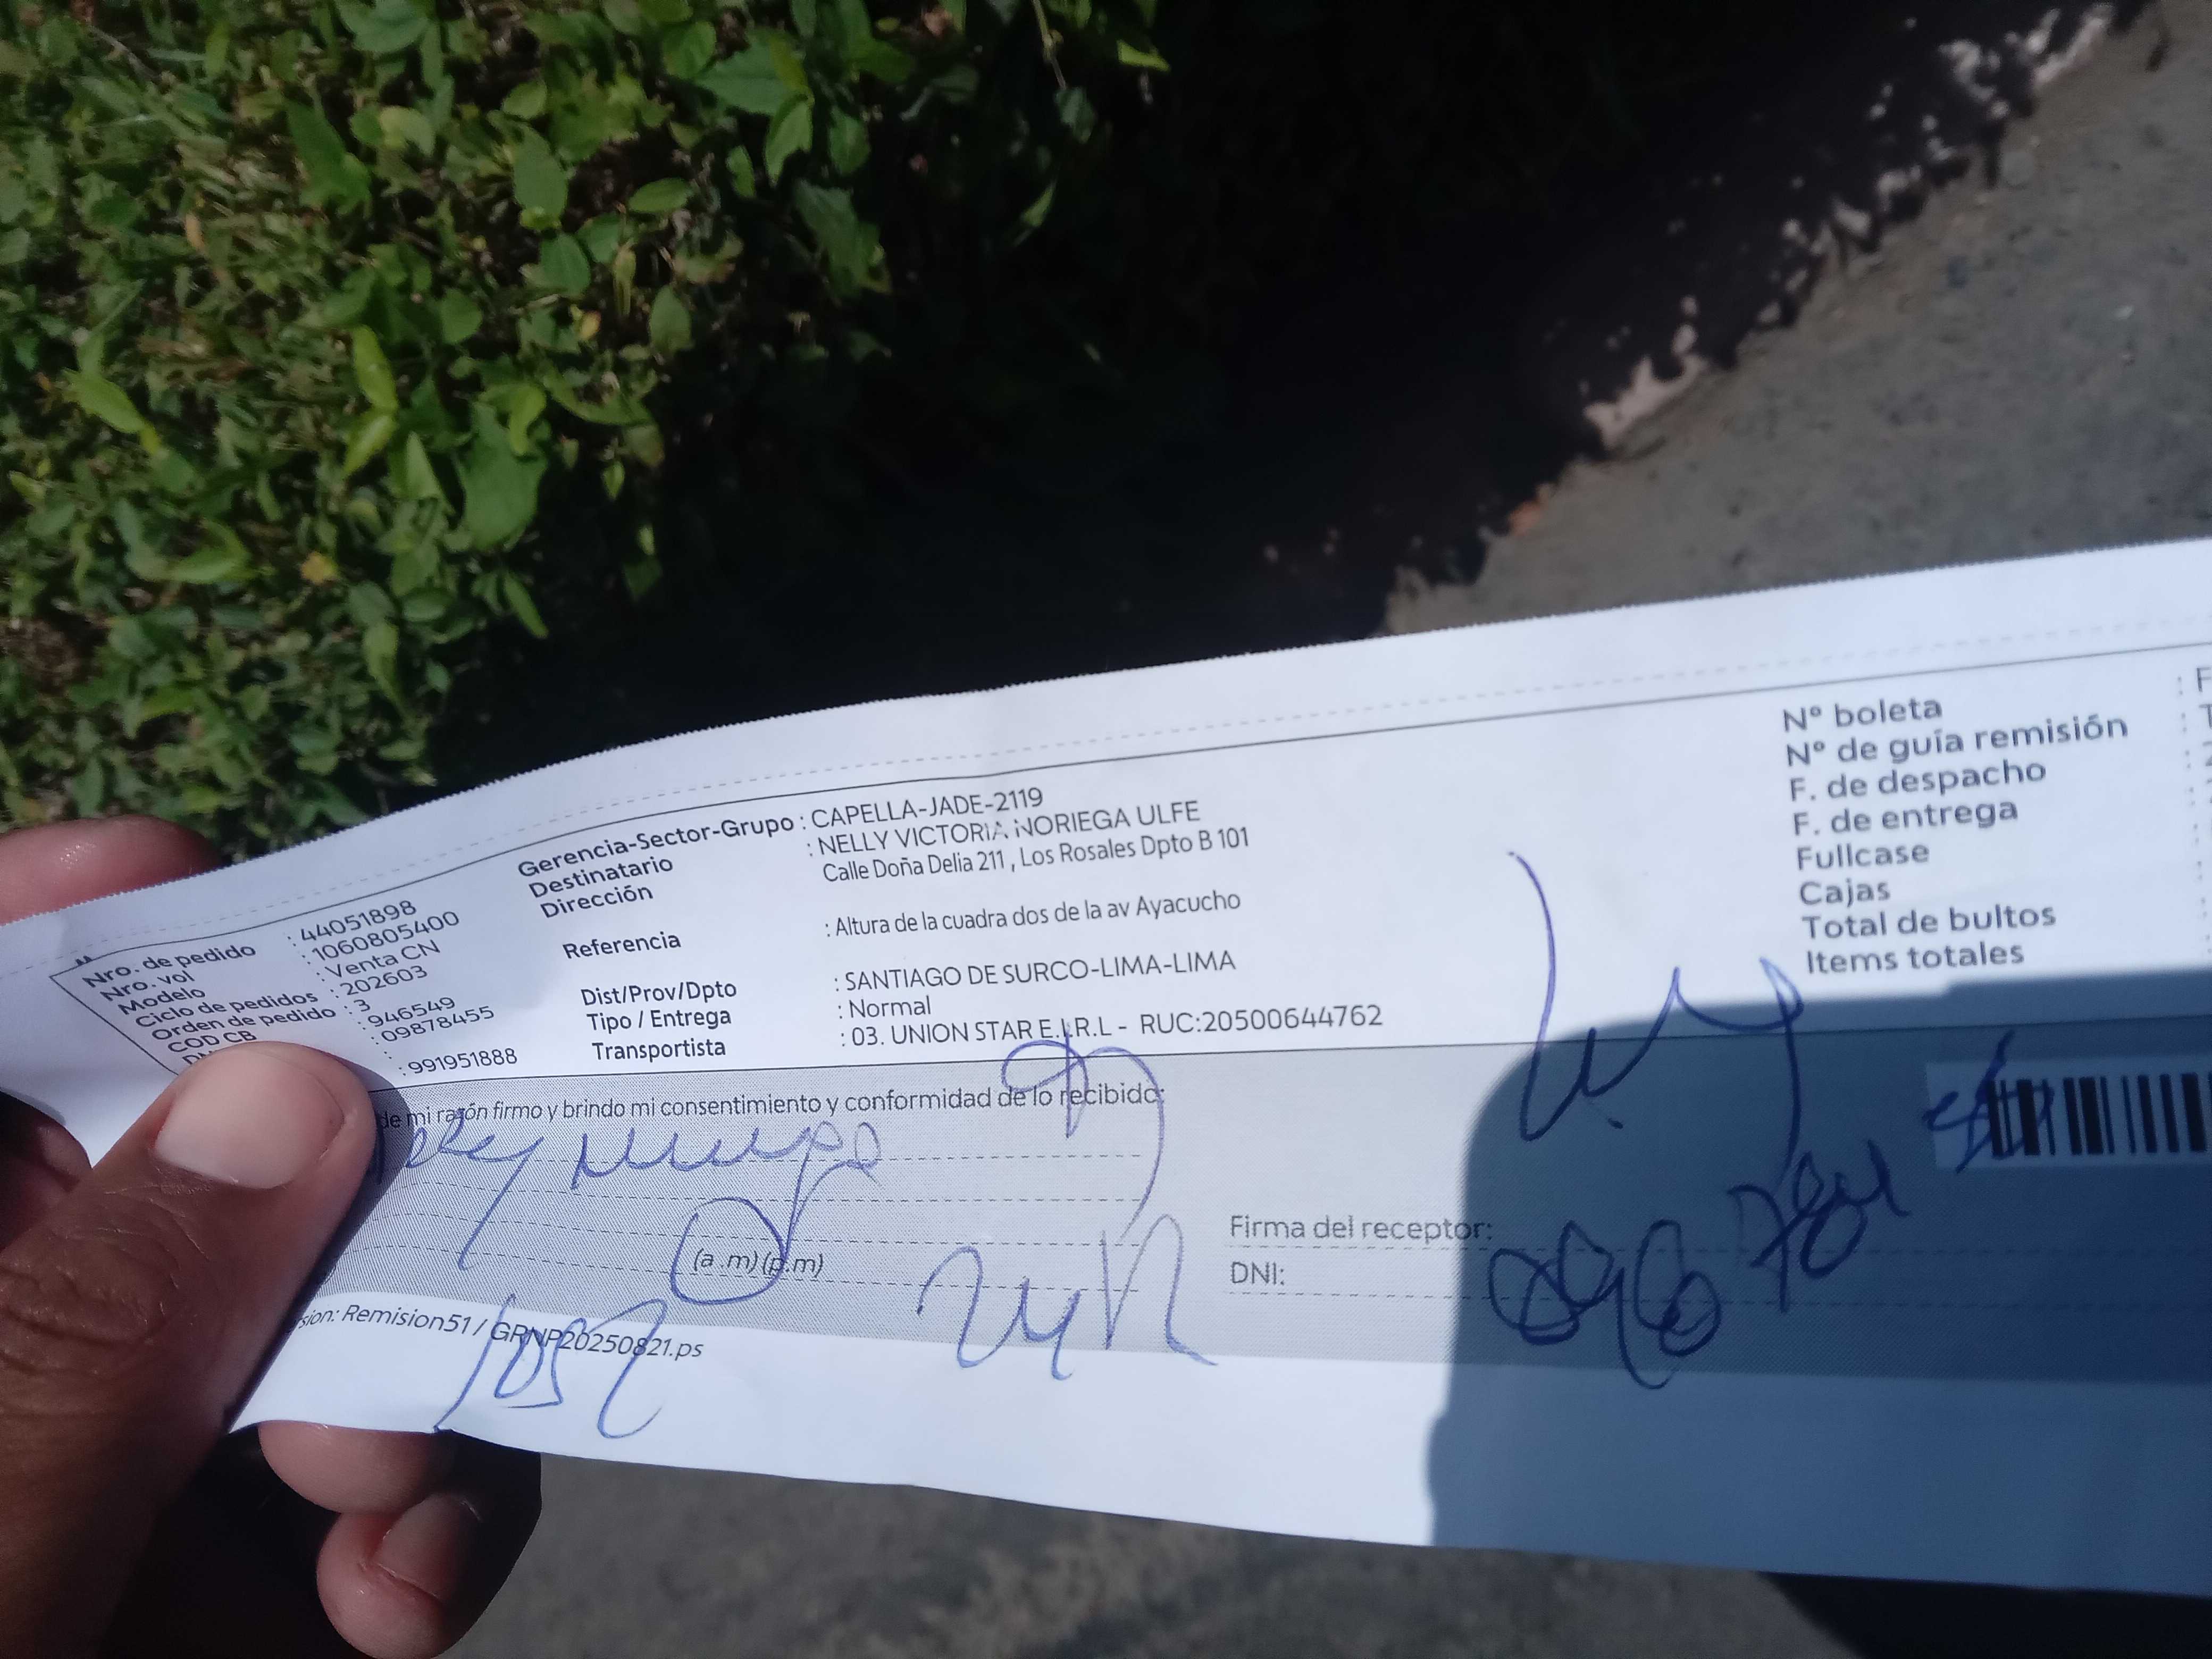 Nro. de pedido : 44051898
Nro. vol : 1060805400
Modelo : Venta CN
Ciclo de pedidos : 202603
Orden de pedido : 3
COD CB : 946549
: 09878455
:
: 991951888
Gerencia-Sector-Grupo : CAPELLA-JADE-2119
Destinatario : NELLY VICTORIA NORIEGA ULFE
Dirección Calle Doña Delia 211 , Los Rosales Dpto B 101
Referencia : Altura de la cuadra dos de la av Ayacucho
Dist/Prov/Dpto : SANTIAGO DE SURCO-LIMA-LIMA
Tipo / Entrega : Normal
Transportista : 03. UNION STAR E.I.R.L - RUC:20500644762
Nº boleta : F
Nº de guía remisión : T
F. de despacho : 2
F. de entrega :
Fullcase :
Cajas :
Total de bultos :
Items totales :
de mi razón firmo y brindo mi consentimiento y conformidad de lo recibido:
(a .m) (p.m)
Firma del receptor:
DNI:
sion: Remision51 / GRNP20250821.ps